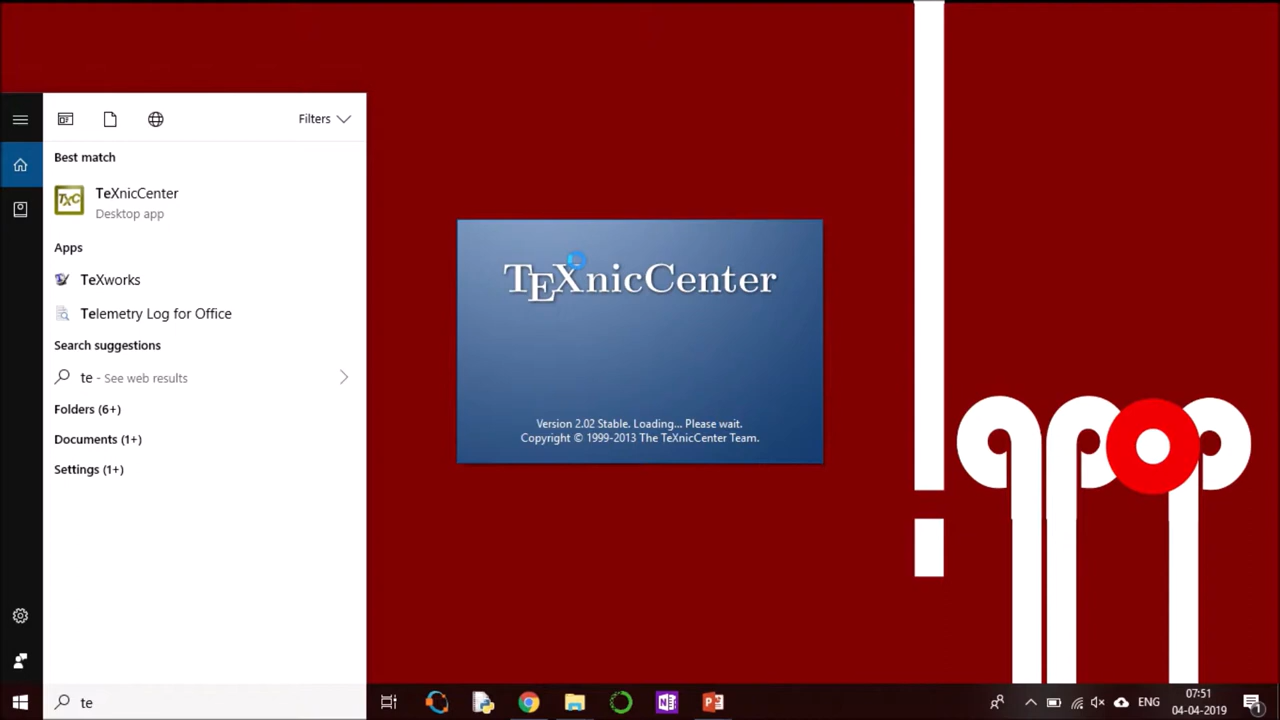 Filters
Best match
TeXnicCenter
Desktop app
Apps
TeXworks
Telemetry Log for Office
Search suggestions
te - See web results
Folders (6+)
Documents (1+)
Settings (1+)
te
TEXnicCenter
Version 2.02 Stable. Loading... Please wait.
Copyright © 1999-2013 The TeXnicCenter Team.
ENG
07:51
04-04-2019
1